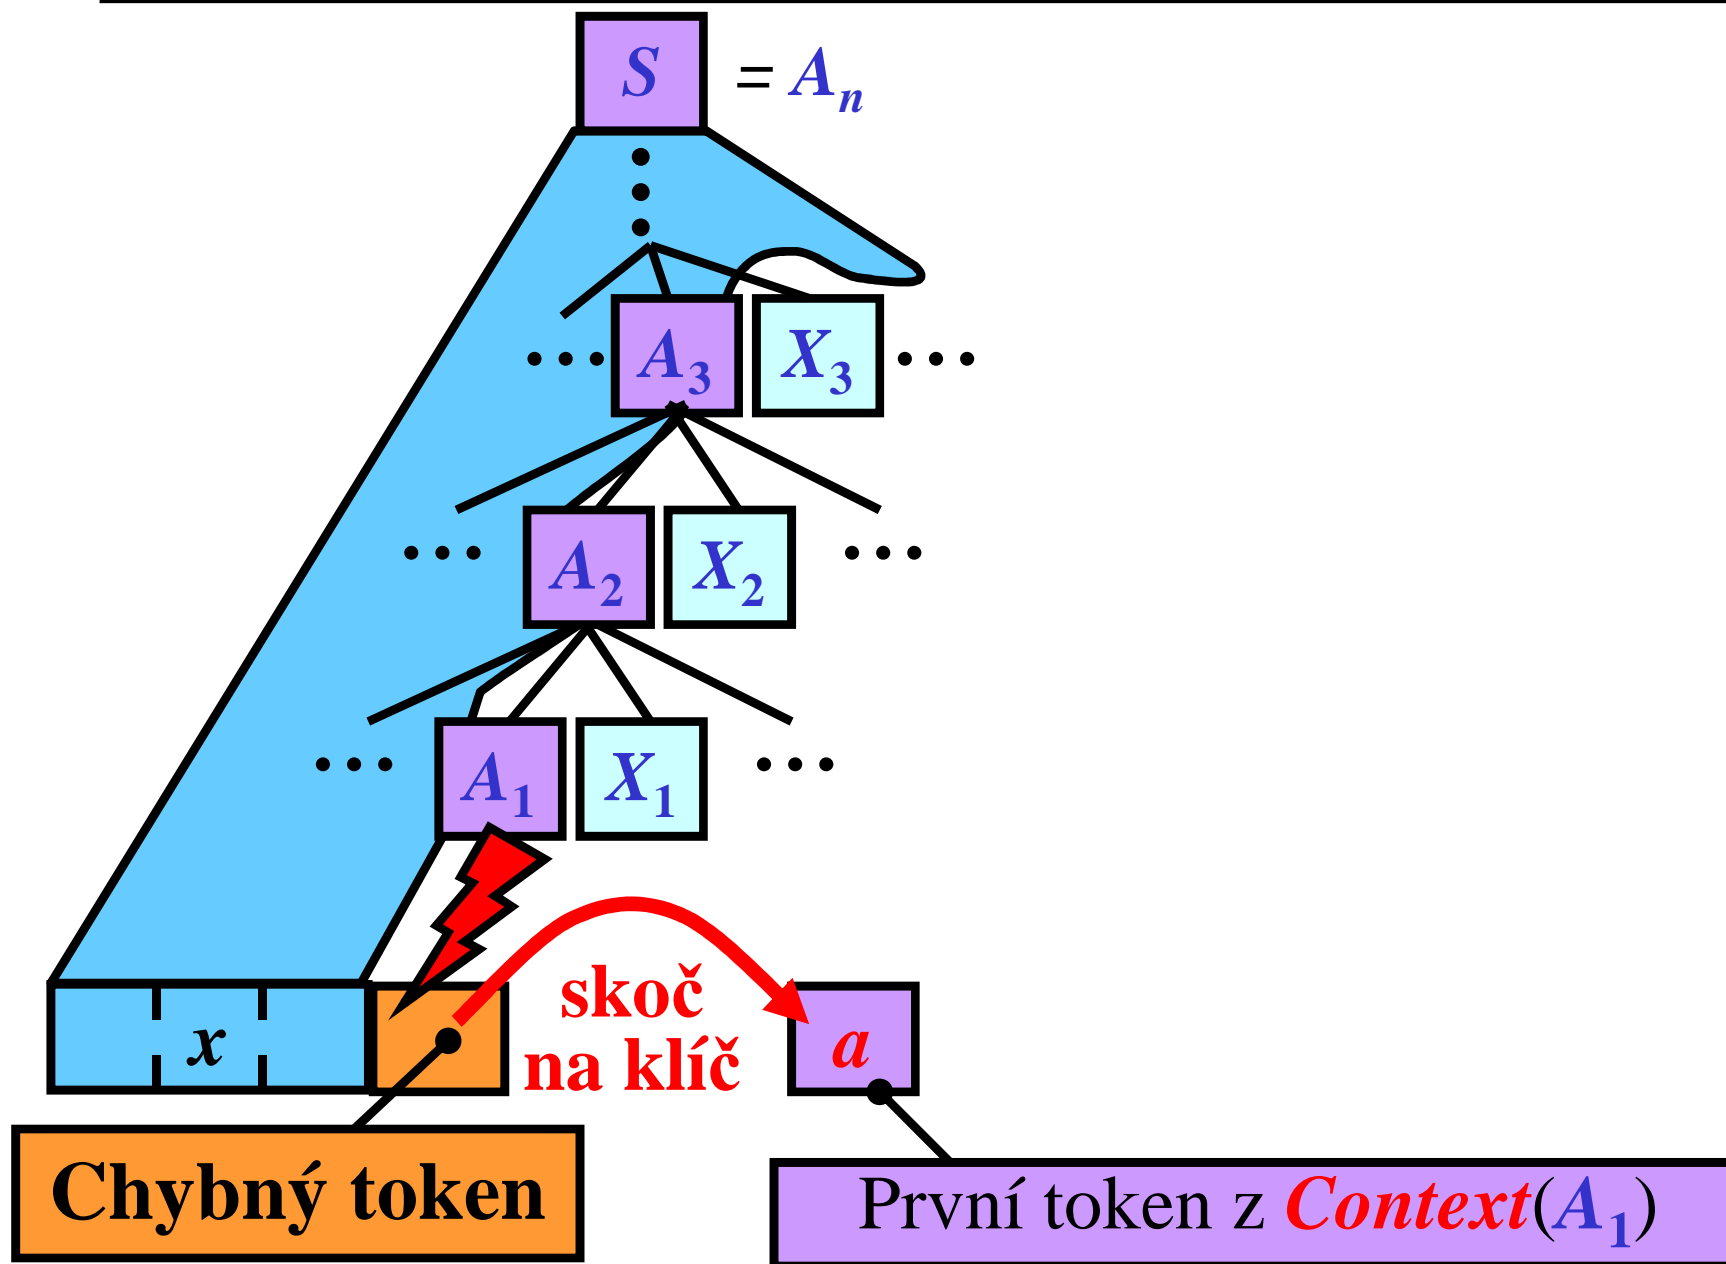 S = Aₙ
• • • A₃ X₃ • • •
• • • A₂ X₂ • • •
• • • A₁ X₁ • • •
x
skoč
na klíč
a
Chybný token
První token z Context(A₁)